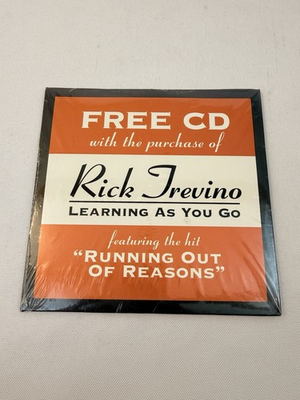 FREE CD
with the purchase of
Rick Trevino
LEARNING AS YOU GO
featuring the hit
"RUNNING OUT
OF REASONS"